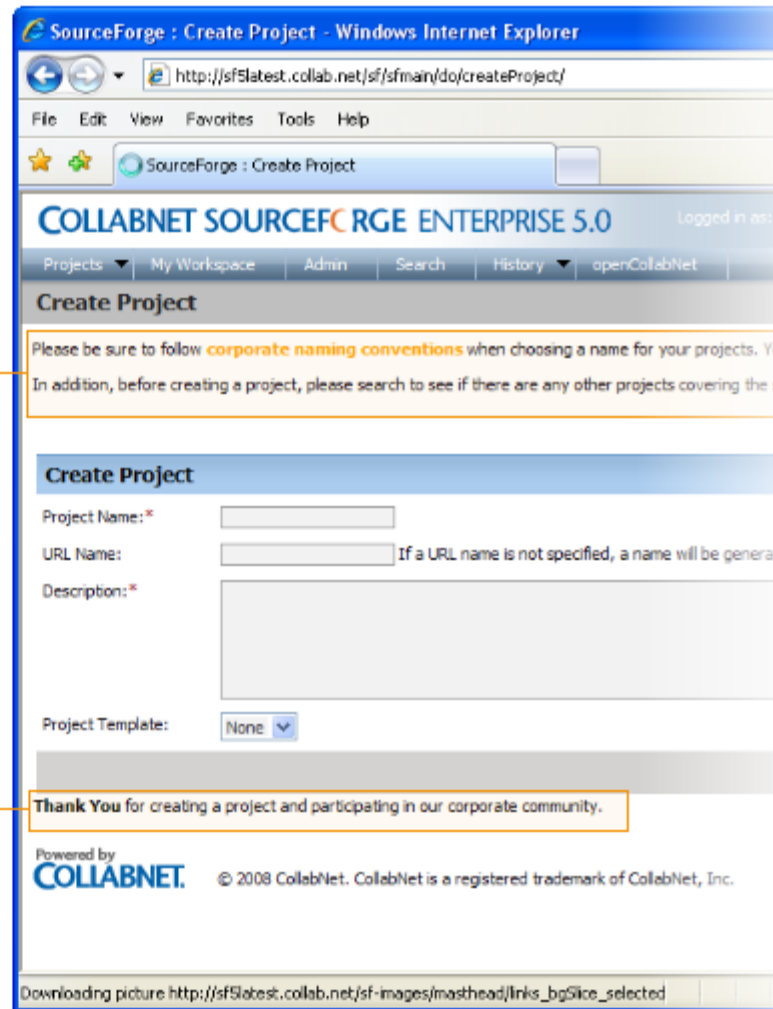 SourceForge : Create Project - Windows Internet Explorer
http://sf5latest.collab.net/sf/sfmain/do/createProject/
File Edit View Favorites Tools Help
SourceForge : Create Project
COLLABNET SOURCEFORGE ENTERPRISE 5.0 Logged in as:
Projects My Workspace Admin Search History openCollabNet
Create Project
Please be sure to follow corporate naming conventions when choosing a name for your projects. Y
In addition, before creating a project, please search to see if there are any other projects covering the
Create Project
Project Name:*
URL Name: If a URL name is not specified, a name will be genera
Description:*
Project Template: None
Thank You for creating a project and participating in our corporate community.
Powered by
COLLABNET. © 2008 CollabNet. CollabNet is a registered trademark of CollabNet, Inc.
Downloading picture http://sf5latest.collab.net/sf-images/masthead/links_bgSlice_selected